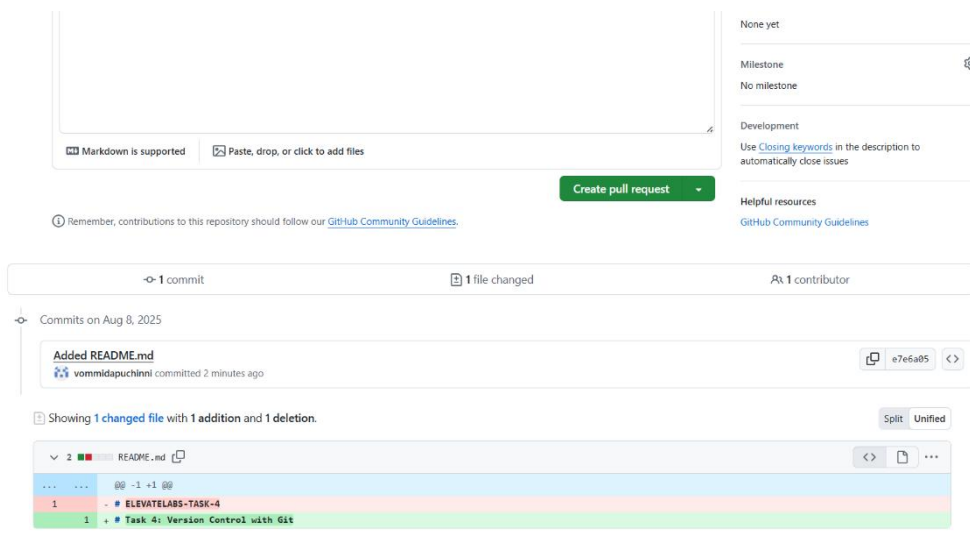 None yet
Milestone
No milestone
Development
Use Closing keywords in the description to
automatically close issues
Markdown is supported
Paste, drop, or click to add files
Create pull request
Helpful resources
GitHub Community Guidelines
Remember, contributions to this repository should follow our GitHub Community Guidelines.
1 commit
1 file changed
1 contributor
Commits on Aug 8, 2025
Added README.md
e7e6a05
vommidapuchinni committed 2 minutes ago
Showing 1 changed file with 1 addition and 1 deletion.
Split Unified
2 README.md
... ... @@ -1 +1 @@
1 - # ELEVATELABS-TASK-4
1 + # Task 4: Version Control with Git